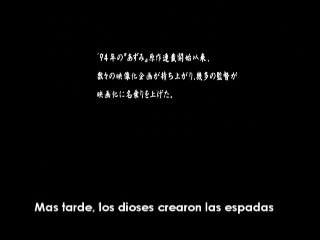 '94年の『あずみ』原作連載開始以来、
数々の映像化企画が持ち上がり、幾多の監督が
映画化に名乗りを上げた。
Mas tarde, los dioses crearon las espadas